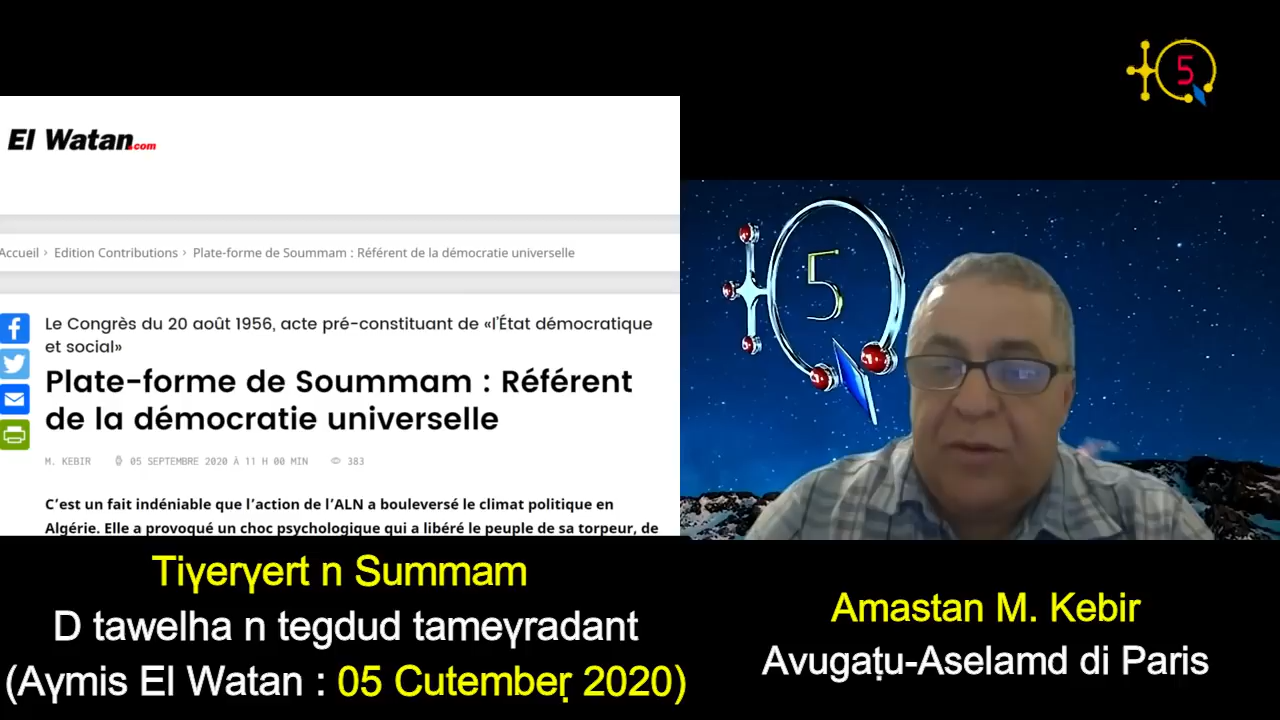 5
El Watan.com
Accueil › Edition Contributions › Plate-forme de Soummam : Référent de la démocratie universelle
Le Congrès du 20 août 1956, acte pré-constituant de «l'État démocratique
et social»
Plate-forme de Soummam : Référent
de la démocratie universelle
M. KEBIR 05 SEPTEMBRE 2020 À 11 H 00 MIN 383
C'est un fait indéniable que l'action de l'ALN a bouleversé le climat politique en
Algérie. Elle a provoqué un choc psychologique qui a libéré le peuple de sa torpeur, de
5
Tiγerγert n Summam
D tawelha n tegdud tameγradant
(Aγmis El Watan : 05 Cutembeṛ 2020)
Amastan M. Kebir
Avugaṭu-Aselamd di Paris